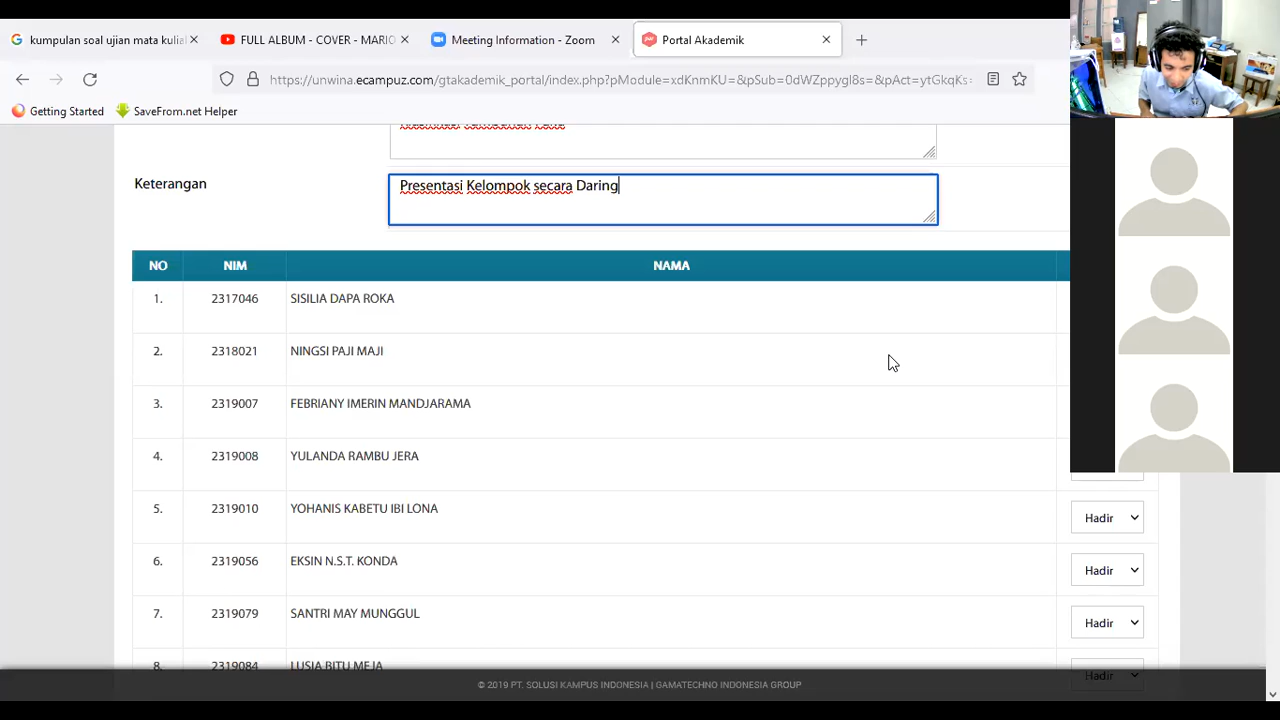 kumpulan soal ujian mata kulia
FULL ALBUM - COVER - MARIO
Meeting Information - Zoom
Portal Akademik
https://unwina.ecampuz.com/gtakademik_portal/index.php?pModule=xdKnmKU=&pSub=0dWZppygl8s=&pAct=ytGkqKs=
Getting Started
SaveFrom.net Helper
Keterangan
Presentasi Kelompok secara Daring
NO NIM NAMA
1. 2317046 SISILIA DAPA ROKA
2. 2318021 NINGSI PAJI MAJI
3. 2319007 FEBRIANY IMERIN MANDJARAMA
4. 2319008 YULANDA RAMBU JERA
5. 2319010 YOHANIS KABETU IBI LONA Hadir
6. 2319056 EKSIN N.S.T. KONDA Hadir
7. 2319079 SANTRI MAY MUNGGUL Hadir
8. 2319084 LUSIA BITU MEJA Hadir
© 2019 PT. SOLUSI KAMPUS INDONESIA | GAMATECHNO INDONESIA GROUP